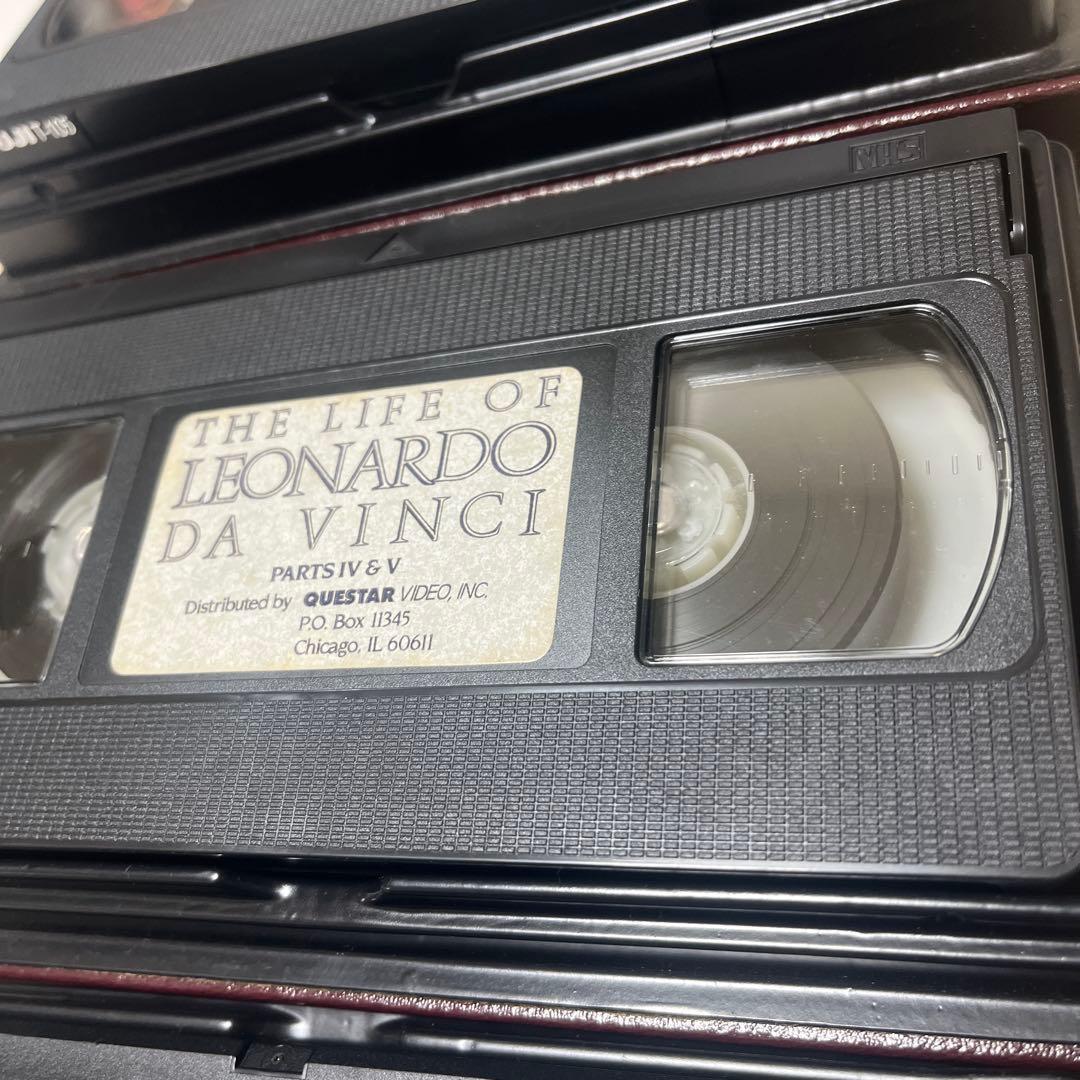 THE LIFE OF
LEONARDO
DA VINCI
PARTS IV & V
Distributed by QUESTAR VIDEO, INC.
P.O. Box 11345
Chicago, IL 60611
VHS